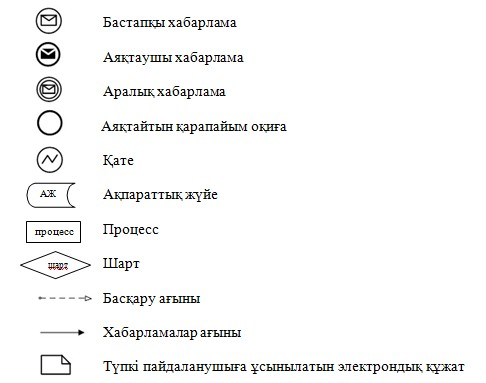 Бастапқы хабарлама
Аяқтаушы хабарлама
Аралық хабарлама
Аяқтайтын қарапайым оқиға
Қате
АЖ Ақпараттық жүйе
процесс Процесс
шарт Шарт
Басқару ағыны
Хабарламалар ағыны
Түпкі пайдаланушыға ұсынылатын электрондық құжат